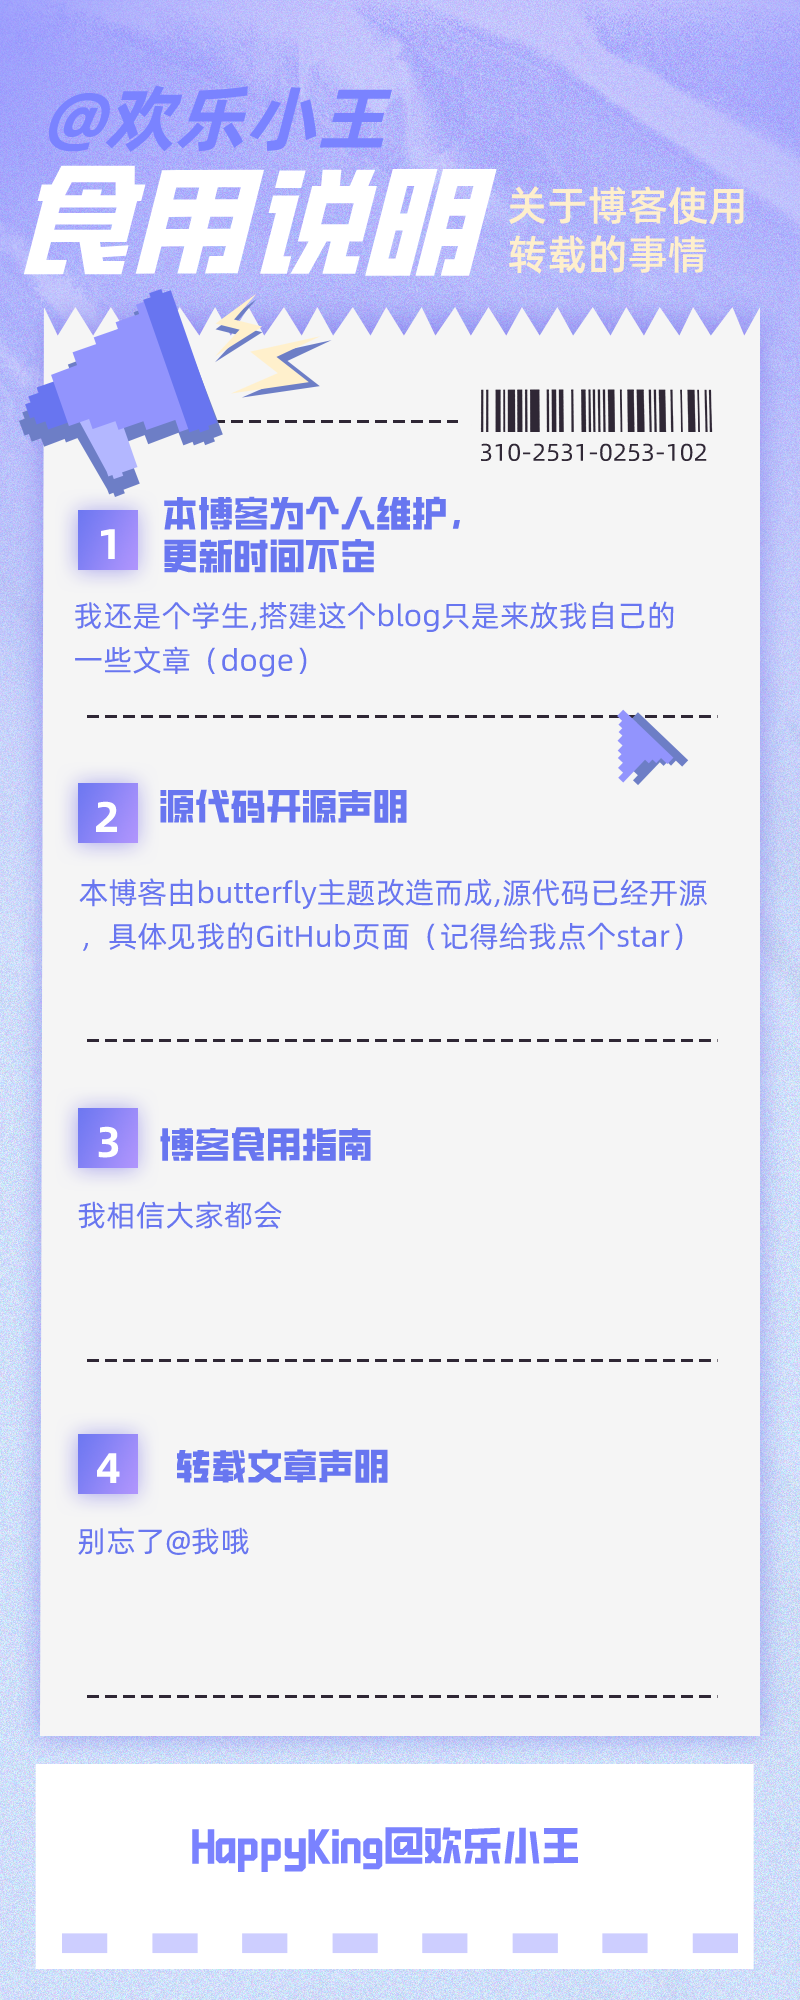 @欢乐小王
食用说明
关于博客使用
转载的事情
310-2531-0253-102
1
本博客为个人维护，
更新时间不定
我还是个学生,搭建这个blog只是来放我自己的
一些文章（doge）
2
源代码开源声明
本博客由butterfly主题改造而成,源代码已经开源
，具体见我的GitHub页面（记得给我点个star）
3
博客食用指南
我相信大家都会
4
转载文章声明
别忘了@我哦
HappyKing@欢乐小王